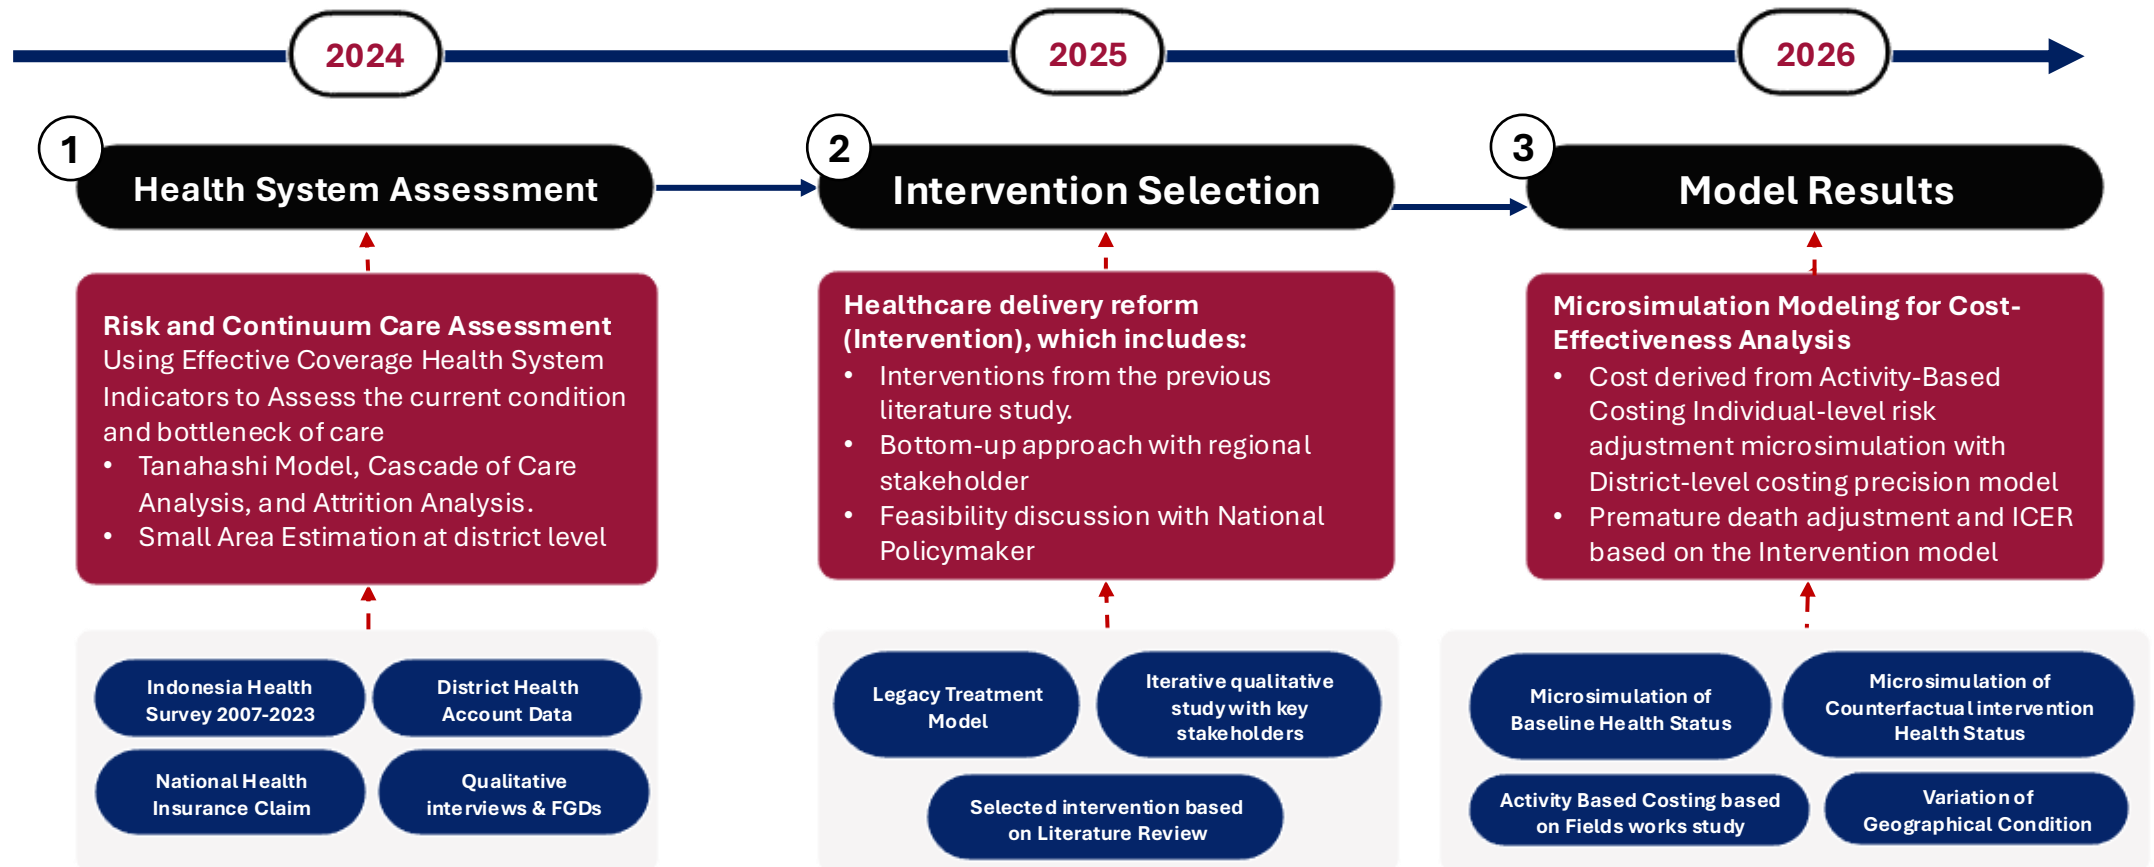 2024
2025
2026
1
Health System Assessment
2
Intervention Selection
3
Model Results
Risk and Continuum Care Assessment
Using Effective Coverage Health System
Indicators to Assess the current condition
and bottleneck of care
• Tanahashi Model, Cascade of Care
Analysis, and Attrition Analysis.
• Small Area Estimation at district level
Healthcare delivery reform
(Intervention), which includes:
• Interventions from the previous
literature study.
• Bottom-up approach with regional
stakeholder
• Feasibility discussion with National
Policymaker
Microsimulation Modeling for Cost-
Effectiveness Analysis
• Cost derived from Activity-Based
Costing Individual-level risk
adjustment microsimulation with
District-level costing precision model
• Premature death adjustment and ICER
based on the Intervention model
Indonesia Health
Survey 2007-2023
District Health
Account Data
National Health
Insurance Claim
Qualitative
interviews & FGDs
Legacy Treatment
Model
Iterative qualitative
study with key
stakeholders
Selected intervention based
on Literature Review
Microsimulation of
Baseline Health Status
Microsimulation of
Counterfactual intervention
Health Status
Activity Based Costing based
on Fields works study
Variation of
Geographical Condition